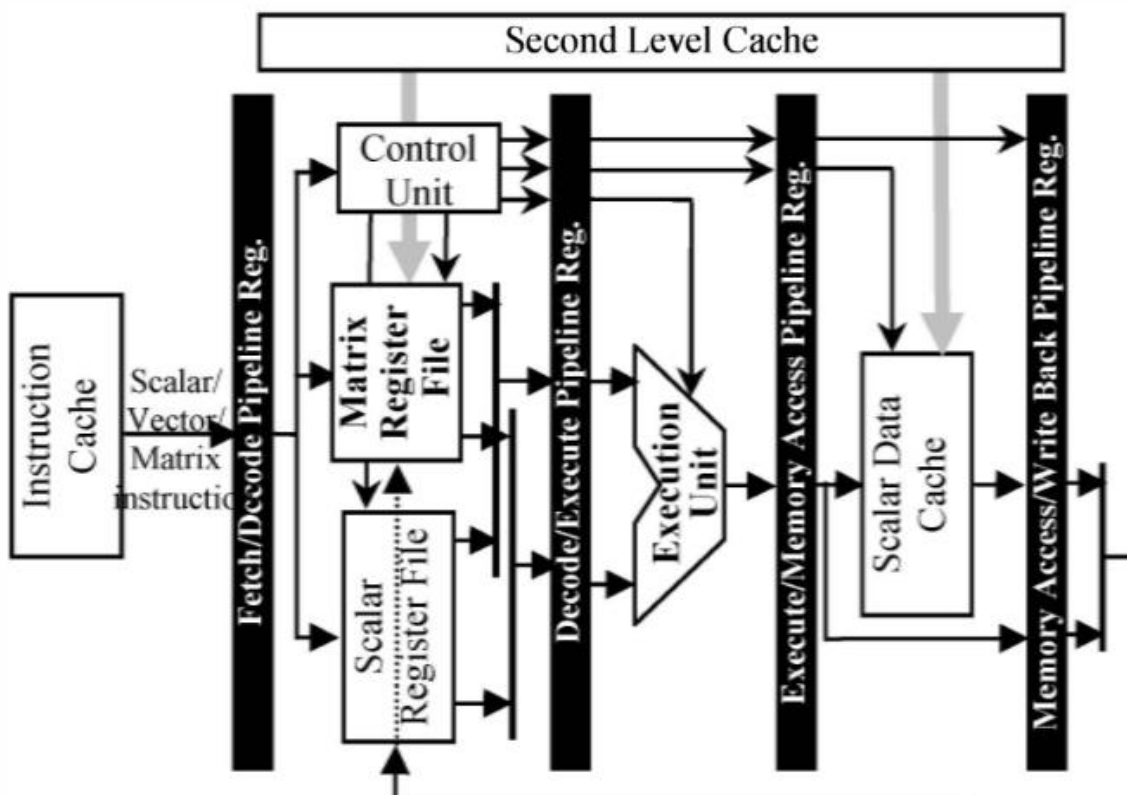 Second Level Cache
Control
Unit
Instruction
Cache
Scalar/
Vector/
Matrix
instructio
Fetch/Decode Pipeline Reg.
Matrix
Register
File
Scalar
Register File
Decode/Execute Pipeline Reg.
Execution
Unit
Execute/Memory Access Pipeline Reg.
Scalar Data
Cache
Memory Access/Write Back Pipeline Reg.